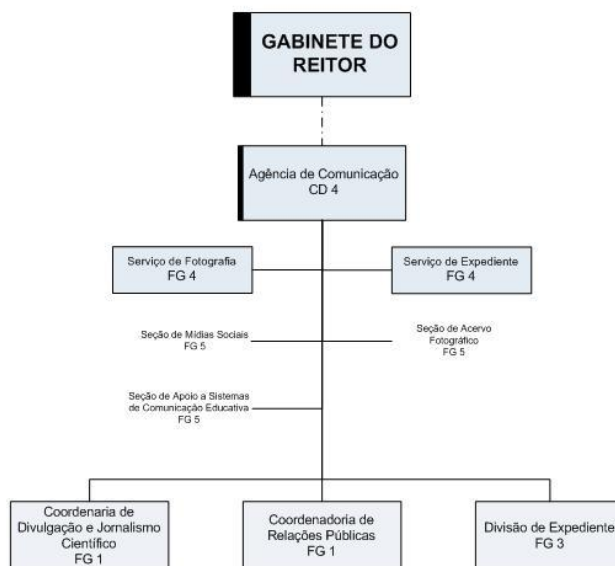 GABINETE DO
REITOR
Agência de Comunicação
CD 4
Serviço de Fotografia
FG 4
Serviço de Expediente
FG 4
Seção de Mídias Sociais
FG 5
Seção de Acervo
Fotográfico
FG 5
Seção de Apoio a Sistemas
de Comunicação Educativa
FG 5
Coordenaria de
Divulgação e Jornalismo
Científico
FG 1
Coordenadoria de
Relações Públicas
FG 1
Divisão de Expediente
FG 3